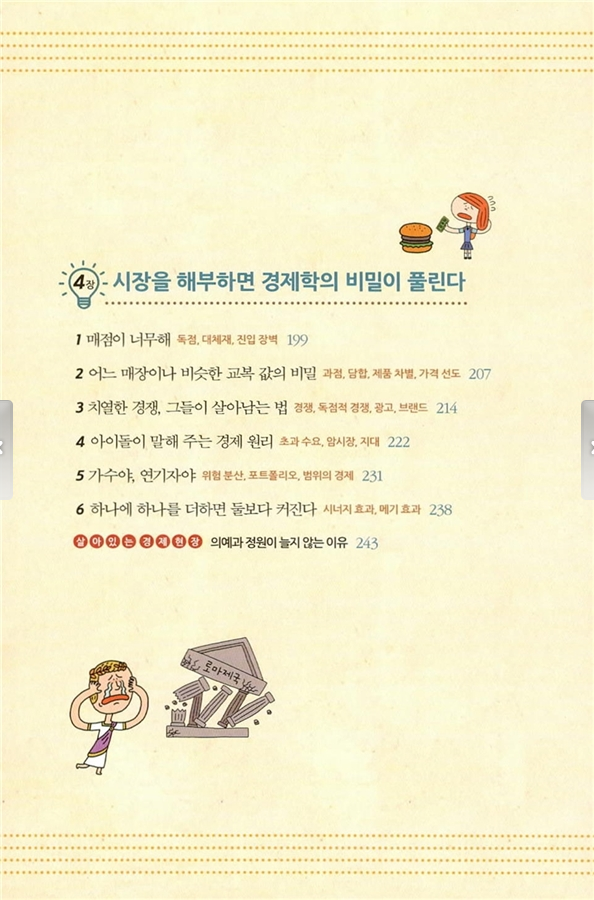 4장 시장을 해부하면 경제학의 비밀이 풀린다
1 매점이 너무해 독점, 대체재, 진입 장벽 199
2 어느 매장이나 비슷한 교복 값의 비밀 과점, 담합, 제품 차별, 가격 선도 207
3 치열한 경쟁, 그들이 살아남는 법 경쟁, 독점적 경쟁, 광고, 브랜드 214
4 아이돌이 말해 주는 경제 원리 초과 수요, 암시장, 지대 222
5 가수야, 연기자야 위험 분산, 포트폴리오, 범위의 경제 231
6 하나에 하나를 더하면 둘보다 커진다 시너지 효과, 메기 효과 238
살아있는경제현장 의예과 정원이 늘지 않는 이유 243
로마제국